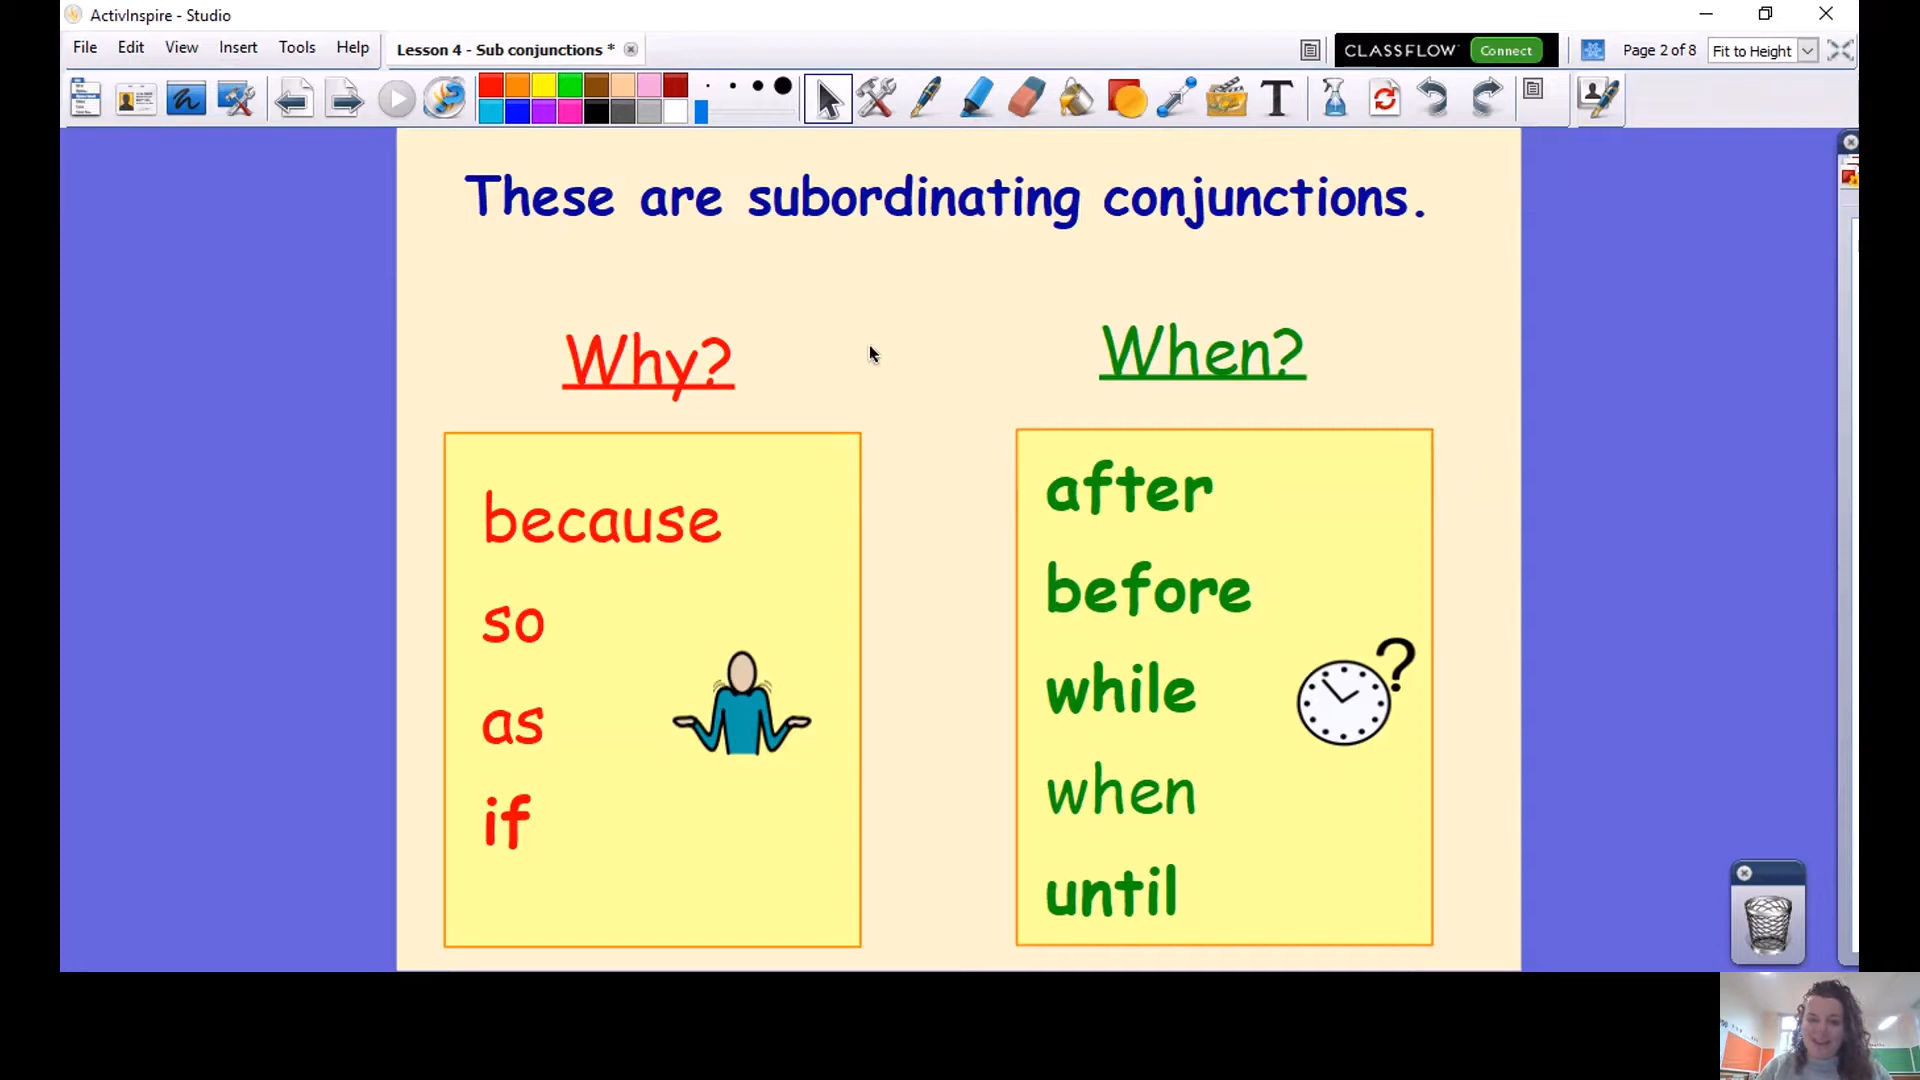 ActivInspire - Studio
File Edit View Insert Tools Help
Lesson 4 - Sub conjunctions *
CLASSFLOW Connect
Page 2 of 8
Fit to Height
These are subordinating conjunctions.
Why?
because
so
as
if
When?
after
before
while
when
until
?